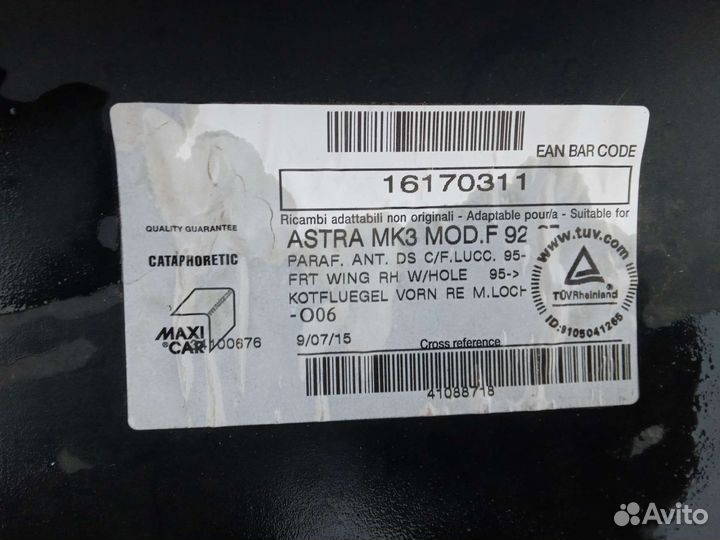 EAN BAR CODE
16170311
Ricambi adattabili non originali - Adaptable pour/a - Suitable for
QUALITY GUARANTEE
CATAPHORETIC
ASTRA MK3 MOD.F 92
PARAF. ANT. DS C/F.LUCC. 95-
FRT WING RH W/HOLE 95->
KOTFLUEGEL VORN RE M.LOCH
-O06
www.tuv.com
TÜVRheinland
ID:9105041265
MAXI
CAR
34100676
9/07/15
Cross reference
41088718
Avito